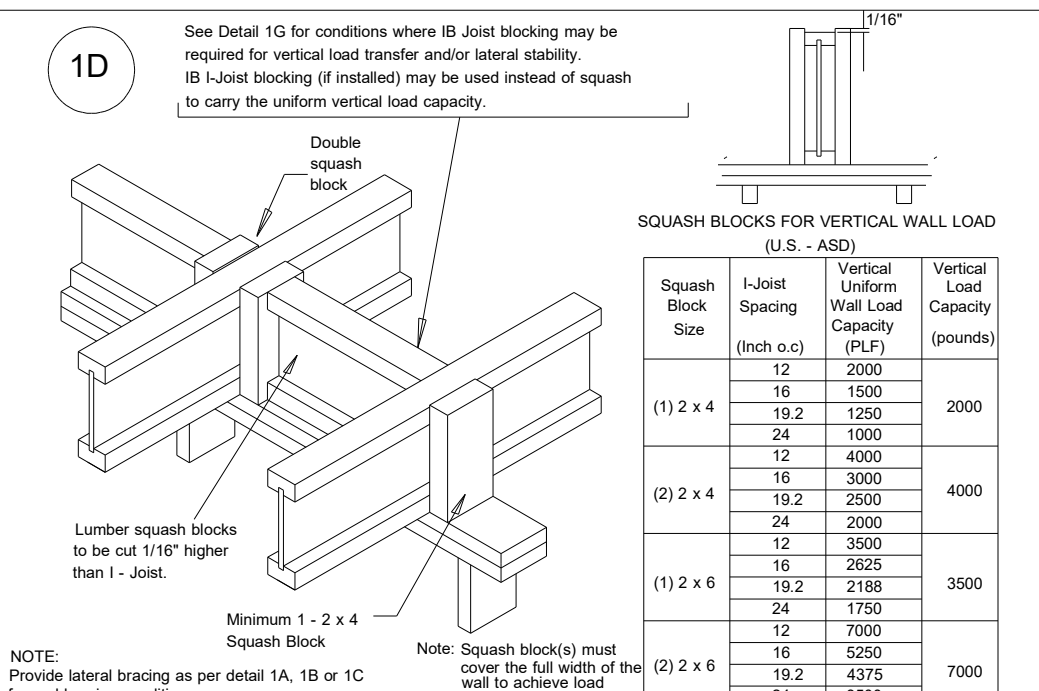 1D
See Detail 1G for conditions where IB Joist blocking may be
required for vertical load transfer and/or lateral stability.
IB I-Joist blocking (if installed) may be used instead of squash
to carry the uniform vertical load capacity.
Double
squash
block
Lumber squash blocks
to be cut 1/16" higher
than I - Joist.
Minimum 1 - 2 x 4
Squash Block
NOTE:
Provide lateral bracing as per detail 1A, 1B or 1C
Note: Squash block(s) must
cover the full width of the
wall to achieve load
1/16"
SQUASH BLOCKS FOR VERTICAL WALL LOAD
(U.S. - ASD)
Squash Block Size
I-Joist Spacing (Inch o.c)
Vertical Uniform Wall Load Capacity (PLF)
Vertical Load Capacity (pounds)
(1) 2 x 4
12 2000
16 1500
19.2 1250
24 1000
2000
(2) 2 x 4
12 4000
16 3000
19.2 2500
24 2000
4000
(1) 2 x 6
12 3500
16 2625
19.2 2188
24 1750
3500
(2) 2 x 6
12 7000
16 5250
19.2 4375
7000